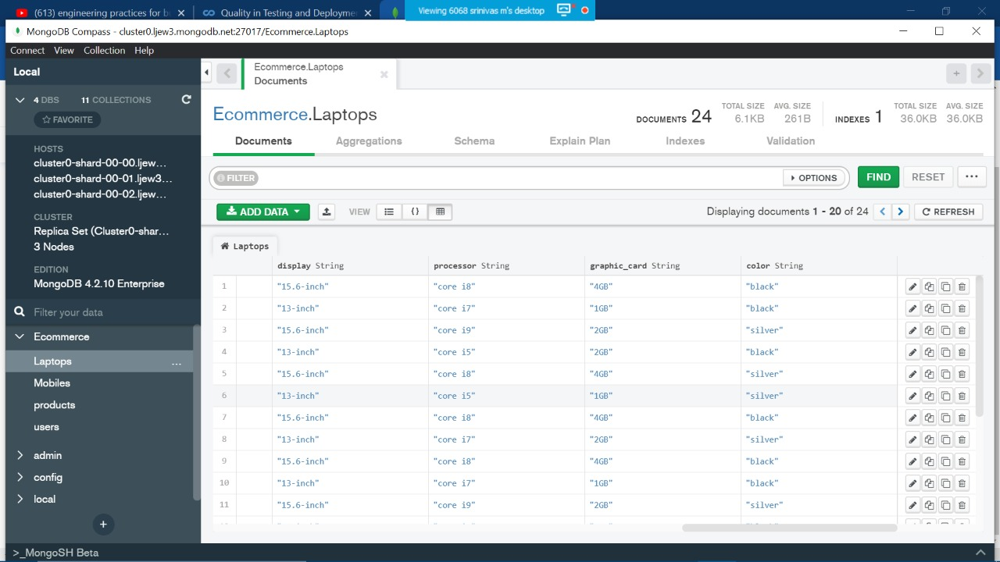 (613) engineering practices for b
Quality in Testing and Deployme
Viewing 6068 srinivas m's desktop
MongoDB Compass - cluster0.ljew3.mongodb.net:27017/Ecommerce.Laptops
Connect View Collection Help
Local
4 DBS 11 COLLECTIONS
FAVORITE
HOSTS
cluster0-shard-00-00.ljew...
cluster0-shard-00-01.ljew3...
cluster0-shard-00-02.ljew...
CLUSTER
Replica Set (Cluster0-shar...
3 Nodes
EDITION
MongoDB 4.2.10 Enterprise
Filter your data
Ecommerce
Laptops ...
Mobiles
products
users
admin
config
local
+
>_MongoSH Beta
Ecommerce.Laptops
Documents
Ecommerce.Laptops
DOCUMENTS 24 TOTAL SIZE 6.1KB AVG. SIZE 261B INDEXES 1 TOTAL SIZE 36.0KB AVG. SIZE 36.0KB
Documents Aggregations Schema Explain Plan Indexes Validation
FILTER OPTIONS FIND RESET ...
ADD DATA VIEW {} Displaying documents 1 - 20 of 24 < > REFRESH
Laptops
display String processor String graphic_card String color String
1 "15.6-inch" "core i8" "4GB" "black"
2 "13-inch" "core i7" "1GB" "black"
3 "15.6-inch" "core i9" "2GB" "silver"
4 "13-inch" "core i5" "2GB" "black"
5 "15.6-inch" "core i8" "4GB" "silver"
6 "13-inch" "core i5" "1GB" "silver"
7 "15.6-inch" "core i8" "4GB" "black"
8 "13-inch" "core i7" "2GB" "silver"
9 "15.6-inch" "core i8" "4GB" "black"
10 "13-inch" "core i7" "1GB" "black"
11 "15.6-inch" "core i9" "2GB" "silver"